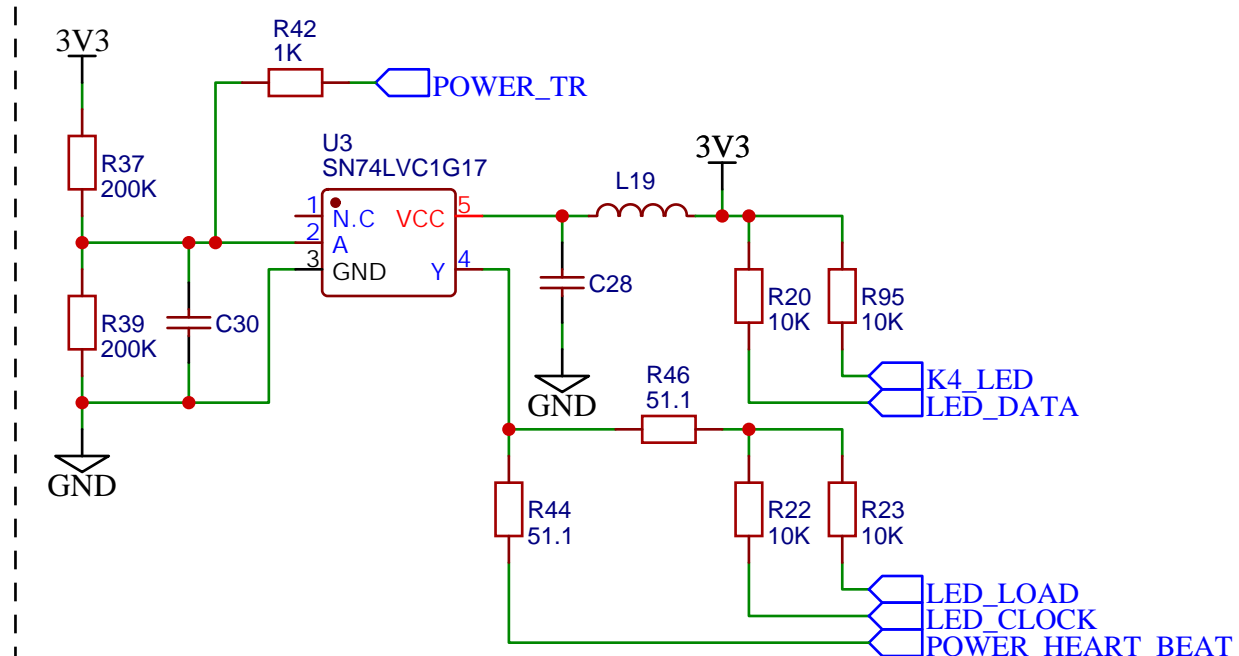 R42
1K
3V3
POWER_TR
U3
SN74LVC1G17
3V3
R37
200K
L19
1
N.C
VCC
5
2
A
3
GND
Y
4
C28
R20
10K
R95
10K
R39
200K
C30
K4_LED
LED_DATA
R46
51.1
GND
GND
R44
51.1
R22
10K
R23
10K
LED_LOAD
LED_CLOCK
POWER_HEART_BEAT